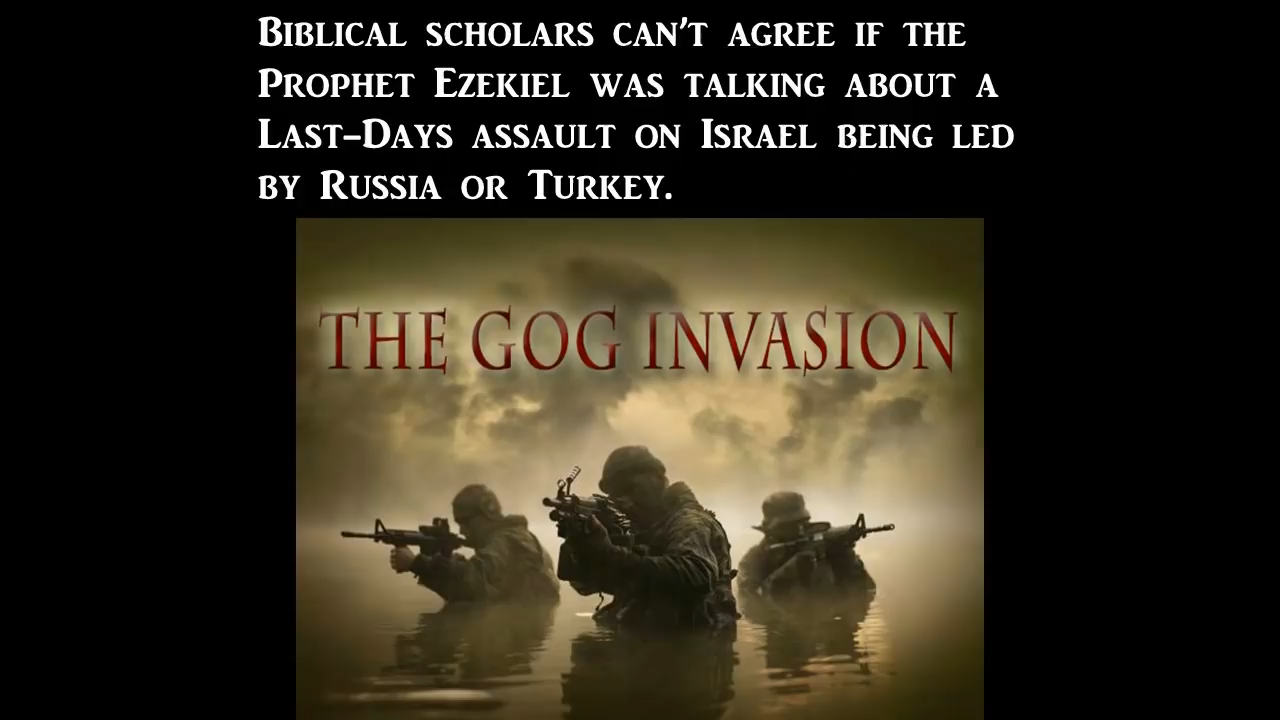 Biblical scholars can't agree if the
Prophet Ezekiel was talking about a
Last-Days assault on Israel being led
by Russia or Turkey.
THE GOG INVASION